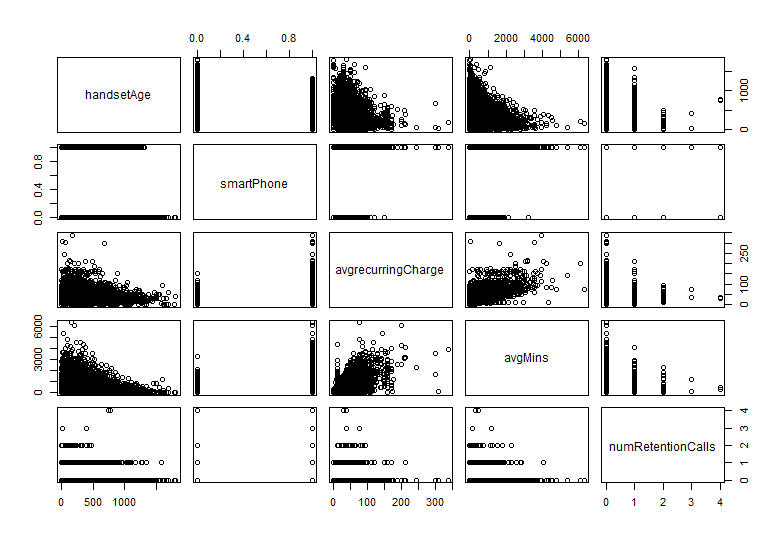 0.0 0.4 0.8 0 2000 4000 6000
handsetAge
0 1000
0.0 0.4 0.8
smartPhone
avgrecurringCharge
0 100 250
0 3000 6000
avgMins
numRetentionCalls
0 1 2 3 4
0 500 1000 0 100 200 300 0 1 2 3 4